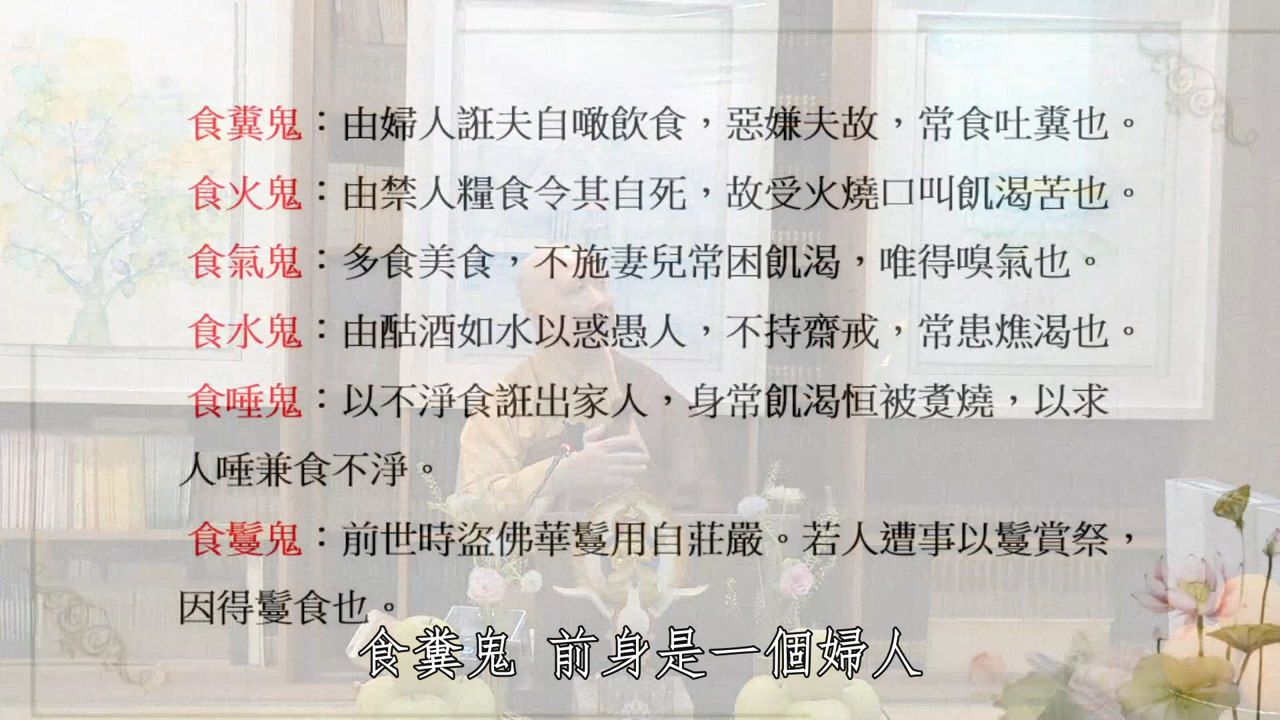 食糞鬼：由婦人誑夫自噉飲食，惡嫌夫故，常食吐糞也。
食火鬼：由禁人糧食令其自死，故受火燒口叫飢渴苦也。
食氣鬼：多食美食，不施妻兒常困飢渴，唯得嗅氣也。
食水鬼：由酤酒如水以惑愚人，不持齋戒，常患燋渴也。
食唾鬼：以不淨食誑出家人，身常飢渴恒被煑燒，以求
人唾兼食不淨。
食鬘鬼：前世時盜佛華鬘用自莊嚴。若人遭事以鬘賞祭，
因得鬘食也。
食糞鬼 前身是一個婦人